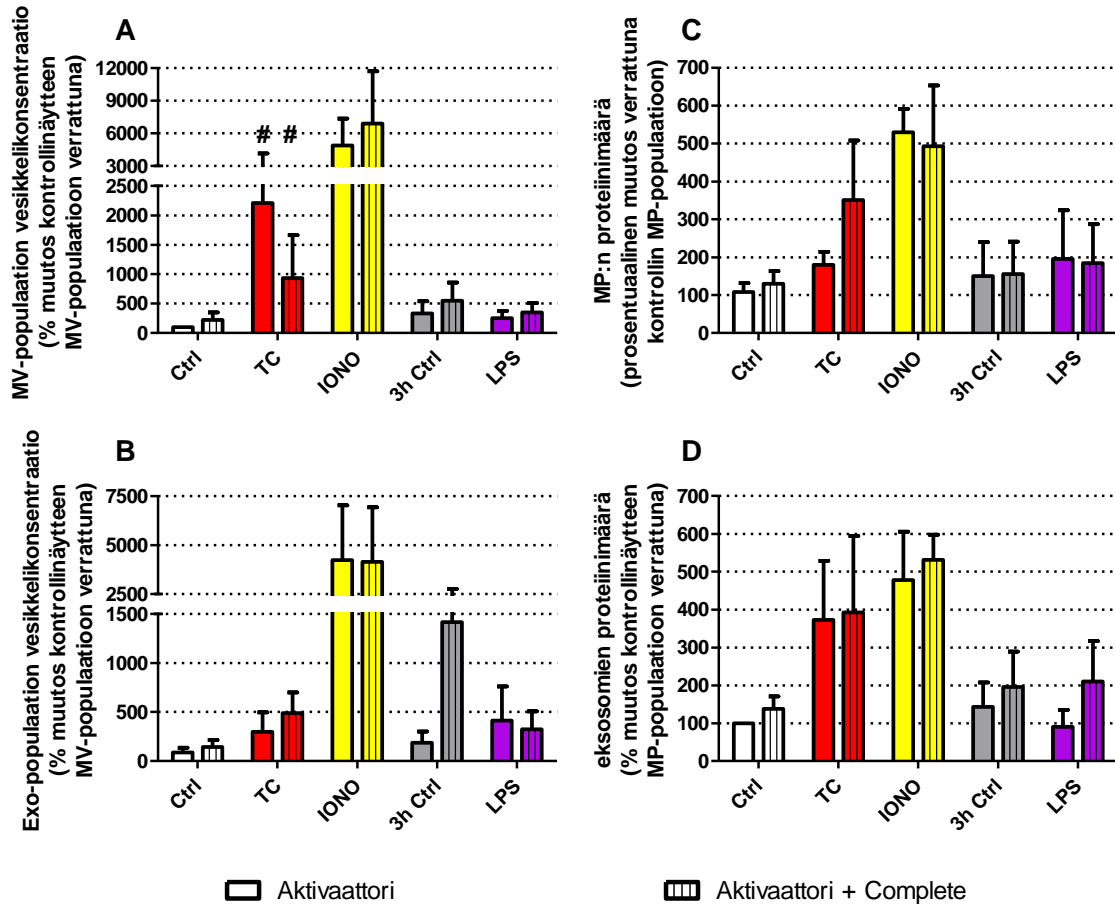 A
MV-populaation vesikkelikonsentraatio
(% muutos kontrollinäytteen
MV-populaatioon verrattuna)
12000
9000
6000
3000
2500
2000
1500
1000
500
0
# #
Ctrl
TC
IONO
3h Ctrl
LPS
C
MP:n proteiinimäärä
(prosentuaalinen muutos verrattuna
kontrollin MP-populaatioon)
700
600
500
400
300
200
100
0
Ctrl
TC
IONO
3h Ctrl
LPS
B
Exo-populaation vesikkelikonsentraatio
(% muutos kontrollinäytteen
MV-populaatioon verrattuna)
7500
5000
2500
1500
1000
500
0
Ctrl
TC
IONO
3h Ctrl
LPS
D
eksosomien proteiinimäärä
(% muutos kontrollinäytteen
MP-populaatioon verrattuna)
700
600
500
400
300
200
100
0
Ctrl
TC
IONO
3h Ctrl
LPS
Aktivaattori
Aktivaattori + Complete